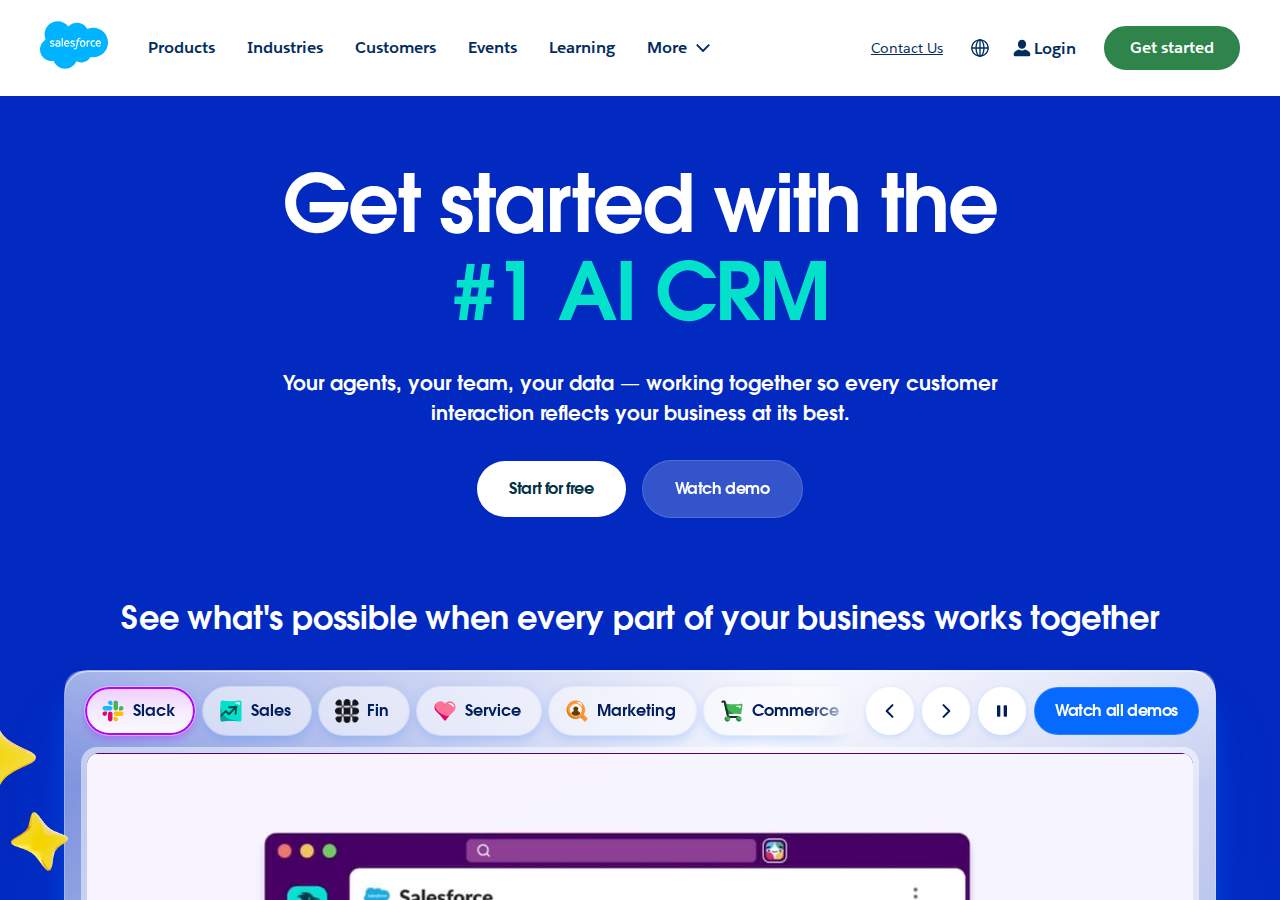 salesforce
Products
Industries
Customers
Events
Learning
More
Contact Us
Login
Get started
Get started with the
#1 AI CRM
Your agents, your team, your data — working together so every customer
interaction reflects your business at its best.
Start for free
Watch demo
See what's possible when every part of your business works together
Slack
Sales
Fin
Service
Marketing
Commerce
Watch all demos
Salesforce